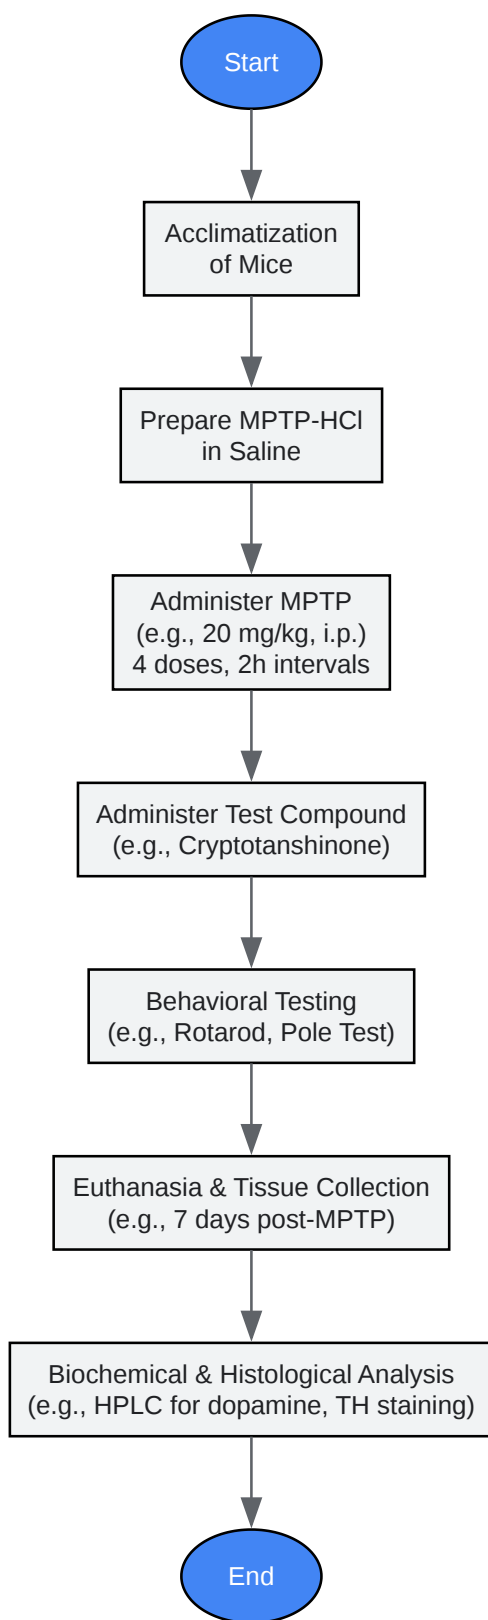 Start
Acclimatization
of Mice
Prepare MPTP-HCl
in Saline
Administer MPTP
(e.g., 20 mg/kg, i.p.)
4 doses, 2h intervals
Administer Test Compound
(e.g., Cryptotanshinone)
Behavioral Testing
(e.g., Rotarod, Pole Test)
Euthanasia & Tissue Collection
(e.g., 7 days post-MPTP)
Biochemical & Histological Analysis
(e.g., HPLC for dopamine, TH staining)
End